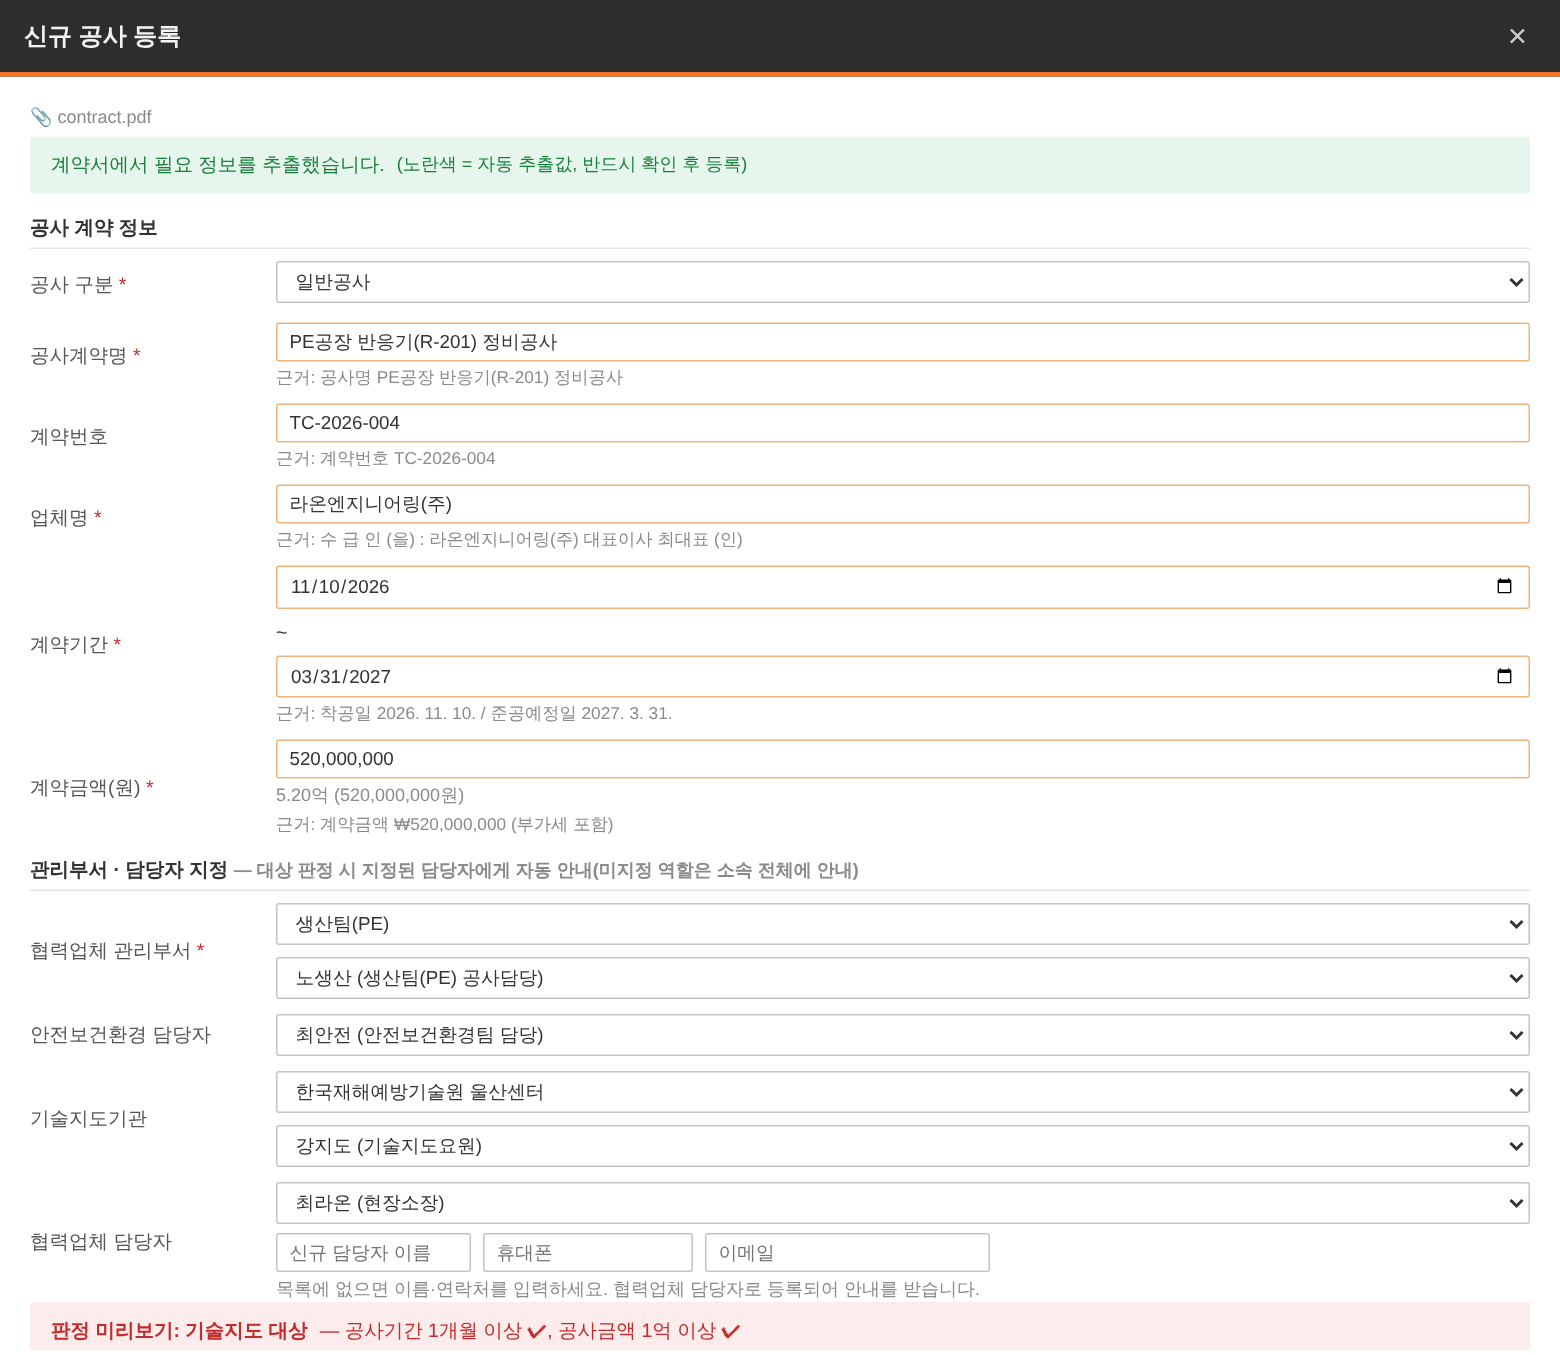 신규 공사 등록 ×
📎 contract.pdf
계약서에서 필요 정보를 추출했습니다. (노란색 = 자동 추출값, 반드시 확인 후 등록)
공사 계약 정보
공사 구분 *
일반공사
공사계약명 *
PE공장 반응기(R-201) 정비공사
근거: 공사명 PE공장 반응기(R-201) 정비공사
계약번호
TC-2026-004
근거: 계약번호 TC-2026-004
업체명 *
라온엔지니어링(주)
근거: 수 급 인 (을) : 라온엔지니어링(주) 대표이사 최대표 (인)
계약기간 *
11/10/2026
~
03/31/2027
근거: 착공일 2026. 11. 10. / 준공예정일 2027. 3. 31.
계약금액(원) *
520,000,000
5.20억 (520,000,000원)
근거: 계약금액 ₩520,000,000 (부가세 포함)
관리부서 · 담당자 지정 — 대상 판정 시 지정된 담당자에게 자동 안내(미지정 역할은 소속 전체에 안내)
협력업체 관리부서 *
생산팀(PE)
노생산 (생산팀(PE) 공사담당)
안전보건환경 담당자
최안전 (안전보건환경팀 담당)
기술지도기관
한국재해예방기술원 울산센터
강지도 (기술지도요원)
협력업체 담당자
최라온 (현장소장)
신규 담당자 이름 휴대폰 이메일
목록에 없으면 이름·연락처를 입력하세요. 협력업체 담당자로 등록되어 안내를 받습니다.
판정 미리보기: 기술지도 대상 — 공사기간 1개월 이상 ✓, 공사금액 1억 이상 ✓